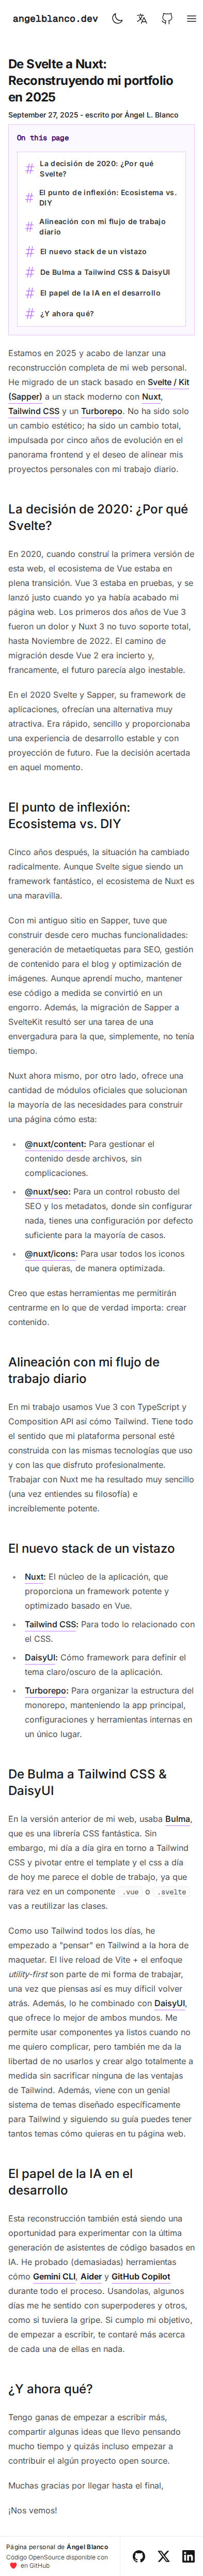 angelblanco.dev
De Svelte a Nuxt:
Reconstruyendo mi portfolio
en 2025
September 27, 2025 - escrito por Ángel L. Blanco
On this page
# La decisión de 2020: ¿Por qué
Svelte?
# El punto de inflexión: Ecosistema vs.
DIY
# Alineación con mi flujo de trabajo
diario
# El nuevo stack de un vistazo
# De Bulma a Tailwind CSS & DaisyUI
# El papel de la IA en el desarrollo
# ¿Y ahora qué?
Estamos en 2025 y acabo de lanzar una
reconstrucción completa de mi web personal.
He migrado de un stack basado en Svelte / Kit
(Sapper) a un stack moderno con Nuxt,
Tailwind CSS y un Turborepo. No ha sido solo
un cambio estético; ha sido un cambio total,
impulsada por cinco años de evolución en el
panorama frontend y el deseo de alinear mis
proyectos personales con mi trabajo diario.
La decisión de 2020: ¿Por qué
Svelte?
En 2020, cuando construí la primera versión de
esta web, el ecosistema de Vue estaba en
plena transición. Vue 3 estaba en pruebas, y se
lanzó justo cuando yo ya había acabado mi
página web. Los primeros dos años de Vue 3
fueron un dolor y Nuxt 3 no tuvo soporte total,
hasta Noviembre de 2022. El camino de
migración desde Vue 2 era incierto y,
francamente, el futuro parecía algo inestable.
En el 2020 Svelte y Sapper, su framework de
aplicaciones, ofrecían una alternativa muy
atractiva. Era rápido, sencillo y proporcionaba
una experiencia de desarrollo estable y con
proyección de futuro. Fue la decisión acertada
en aquel momento.
El punto de inflexión:
Ecosistema vs. DIY
Cinco años después, la situación ha cambiado
radicalmente. Aunque Svelte sigue siendo un
framework fantástico, el ecosistema de Nuxt es
una maravilla.
Con mi antiguo sitio en Sapper, tuve que
construir desde cero muchas funcionalidades:
generación de metaetiquetas para SEO, gestión
de contenido para el blog y optimización de
imágenes. Aunque aprendí mucho, mantener
ese código a medida se convirtió en un
engorro. Además, la migración de Sapper a
SvelteKit resultó ser una tarea de una
envergadura para la que, simplemente, no tenía
tiempo.
Nuxt ahora mismo, por otro lado, ofrece una
cantidad de módulos oficiales que solucionan
la mayoría de las necesidades para construir
una página cómo esta:
• @nuxt/content: Para gestionar el
contenido desde archivos, sin
complicaciones.
• @nuxt/seo: Para un control robusto del
SEO y los metadatos, donde sin configurar
nada, tienes una configuración por defecto
suficiente para la mayoría de casos.
• @nuxt/icons: Para usar todos los iconos
que quieras, de manera optimizada.
Creo que estas herramientas me permitirán
centrarme en lo que de verdad importa: crear
contenido.
Alineación con mi flujo de
trabajo diario
En mi trabajo usamos Vue 3 con TypeScript y
Composition API así cómo Tailwind. Tiene todo
el sentido que mi plataforma personal esté
construida con las mismas tecnologías que uso
y con las que disfruto profesionalmente.
Trabajar con Nuxt me ha resultado muy sencillo
(una vez entiendes su filosofía) e
increíblemente potente.
El nuevo stack de un vistazo
• Nuxt: El núcleo de la aplicación, que
proporciona un framework potente y
optimizado basado en Vue.
• Tailwind CSS: Para todo lo relacionado con
el CSS.
• DaisyUI: Cómo framework para definir el
tema claro/oscuro de la aplicación.
• Turborepo: Para organizar la estructura del
monorepo, manteniendo la app principal,
configuraciones y herramientas internas en
un único lugar.
De Bulma a Tailwind CSS &
DaisyUI
En la versión anterior de mi web, usaba Bulma,
que es una librería CSS fantástica. Sin
embargo, mi día a día gira en torno a Tailwind
CSS y pivotar entre el template y el css a día
de hoy me parece el doble de trabajo, ya que
rara vez en un componente .vue o .svelte
vas a reutilizar las clases.
Como uso Tailwind todos los días, he
empezado a "pensar" en Tailwind a la hora de
maquetar. El live reload de Vite + el enfoque
utility-first son parte de mi forma de trabajar,
una vez que piensas así es muy difícil volver
atrás. Además, lo he combinado con DaisyUI,
que ofrece lo mejor de ambos mundos. Me
permite usar componentes ya listos cuando no
me quiero complicar, pero también me da la
libertad de no usarlos y crear algo totalmente a
medida sin sacrificar ninguna de las ventajas
de Tailwind. Además, viene con un genial
sistema de temas diseñado específicamente
para Tailwind y siguiendo su guía puedes tener
tantos temas cómo quieras en tu página web.
El papel de la IA en el
desarrollo
Esta reconstrucción también está siendo una
oportunidad para experimentar con la última
generación de asistentes de código basados en
IA. He probado (demasiadas) herramientas
cómo Gemini CLI, Aider y GitHub Copilot
durante todo el proceso. Usandolas, algunos
días me he sentido con superpoderes y otros,
como si tuviera la gripe. Si cumplo mi objetivo,
de empezar a escribir, te contaré más acerca
de cada una de ellas en nada.
¿Y ahora qué?
Tengo ganas de empezar a escribir más,
compartir algunas ideas que llevo pensando
mucho tiempo y quizás incluso empezar a
contribuir el algún proyecto open source.
Muchas gracias por llegar hasta el final,
¡Nos vemos!
Página personal de Ángel Blanco
Código OpenSource disponible con
❤️ en GitHub